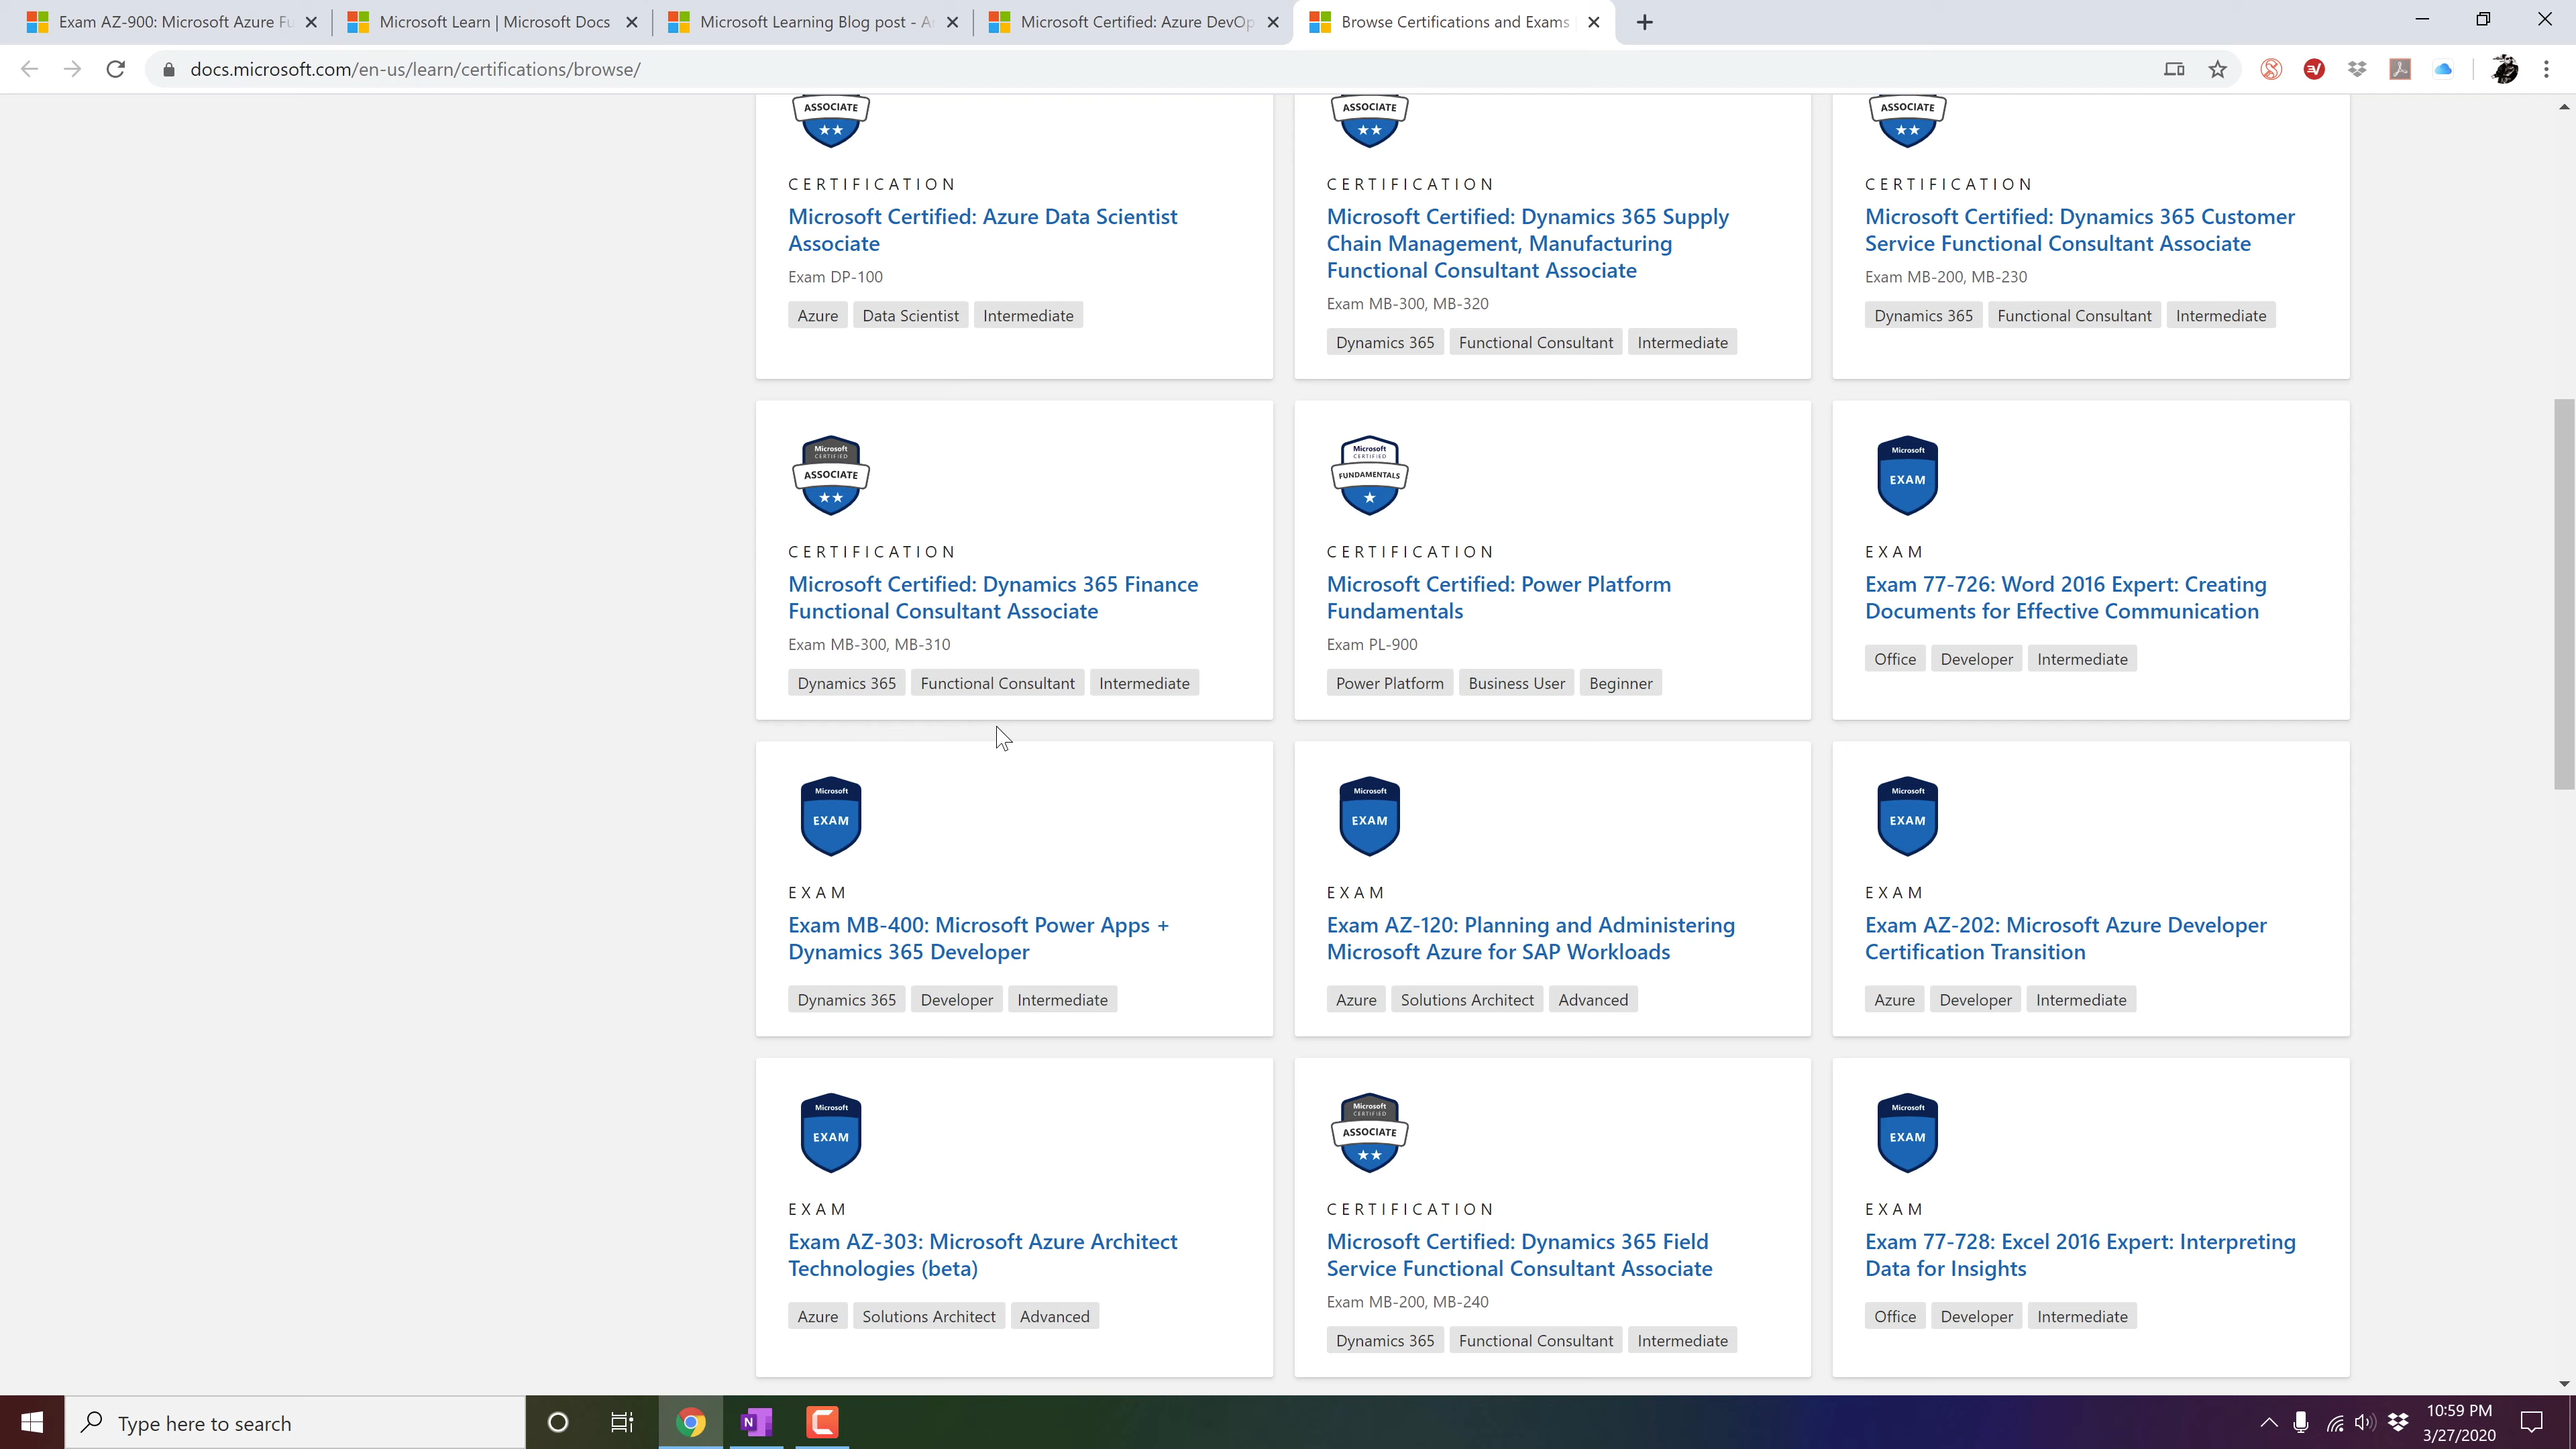 Exam AZ-900: Microsoft Azure Fu
Microsoft Learn | Microsoft Docs
Microsoft Learning Blog post - A
Microsoft Certified: Azure DevOp
Browse Certifications and Exams
docs.microsoft.com/en-us/learn/certifications/browse/
ASSOCIATE
ASSOCIATE
ASSOCIATE
CERTIFICATION
Microsoft Certified: Azure Data Scientist
Associate
Exam DP-100
Azure Data Scientist Intermediate
CERTIFICATION
Microsoft Certified: Dynamics 365 Supply
Chain Management, Manufacturing
Functional Consultant Associate
Exam MB-300, MB-320
Dynamics 365 Functional Consultant Intermediate
CERTIFICATION
Microsoft Certified: Dynamics 365 Customer
Service Functional Consultant Associate
Exam MB-200, MB-230
Dynamics 365 Functional Consultant Intermediate
Microsoft
CERTIFIED
ASSOCIATE
CERTIFICATION
Microsoft Certified: Dynamics 365 Finance
Functional Consultant Associate
Exam MB-300, MB-310
Dynamics 365 Functional Consultant Intermediate
Microsoft
CERTIFIED
FUNDAMENTALS
CERTIFICATION
Microsoft Certified: Power Platform
Fundamentals
Exam PL-900
Power Platform Business User Beginner
Microsoft
EXAM
EXAM
Exam 77-726: Word 2016 Expert: Creating
Documents for Effective Communication
Office Developer Intermediate
Microsoft
EXAM
EXAM
Exam MB-400: Microsoft Power Apps +
Dynamics 365 Developer
Dynamics 365 Developer Intermediate
Microsoft
EXAM
EXAM
Exam AZ-120: Planning and Administering
Microsoft Azure for SAP Workloads
Azure Solutions Architect Advanced
Microsoft
EXAM
EXAM
Exam AZ-202: Microsoft Azure Developer
Certification Transition
Azure Developer Intermediate
Microsoft
EXAM
EXAM
Exam AZ-303: Microsoft Azure Architect
Technologies (beta)
Azure Solutions Architect Advanced
Microsoft
CERTIFIED
ASSOCIATE
CERTIFICATION
Microsoft Certified: Dynamics 365 Field
Service Functional Consultant Associate
Exam MB-200, MB-240
Dynamics 365 Functional Consultant Intermediate
Microsoft
EXAM
EXAM
Exam 77-728: Excel 2016 Expert: Interpreting
Data for Insights
Office Developer Intermediate
Type here to search
N
10:59 PM
3/27/2020